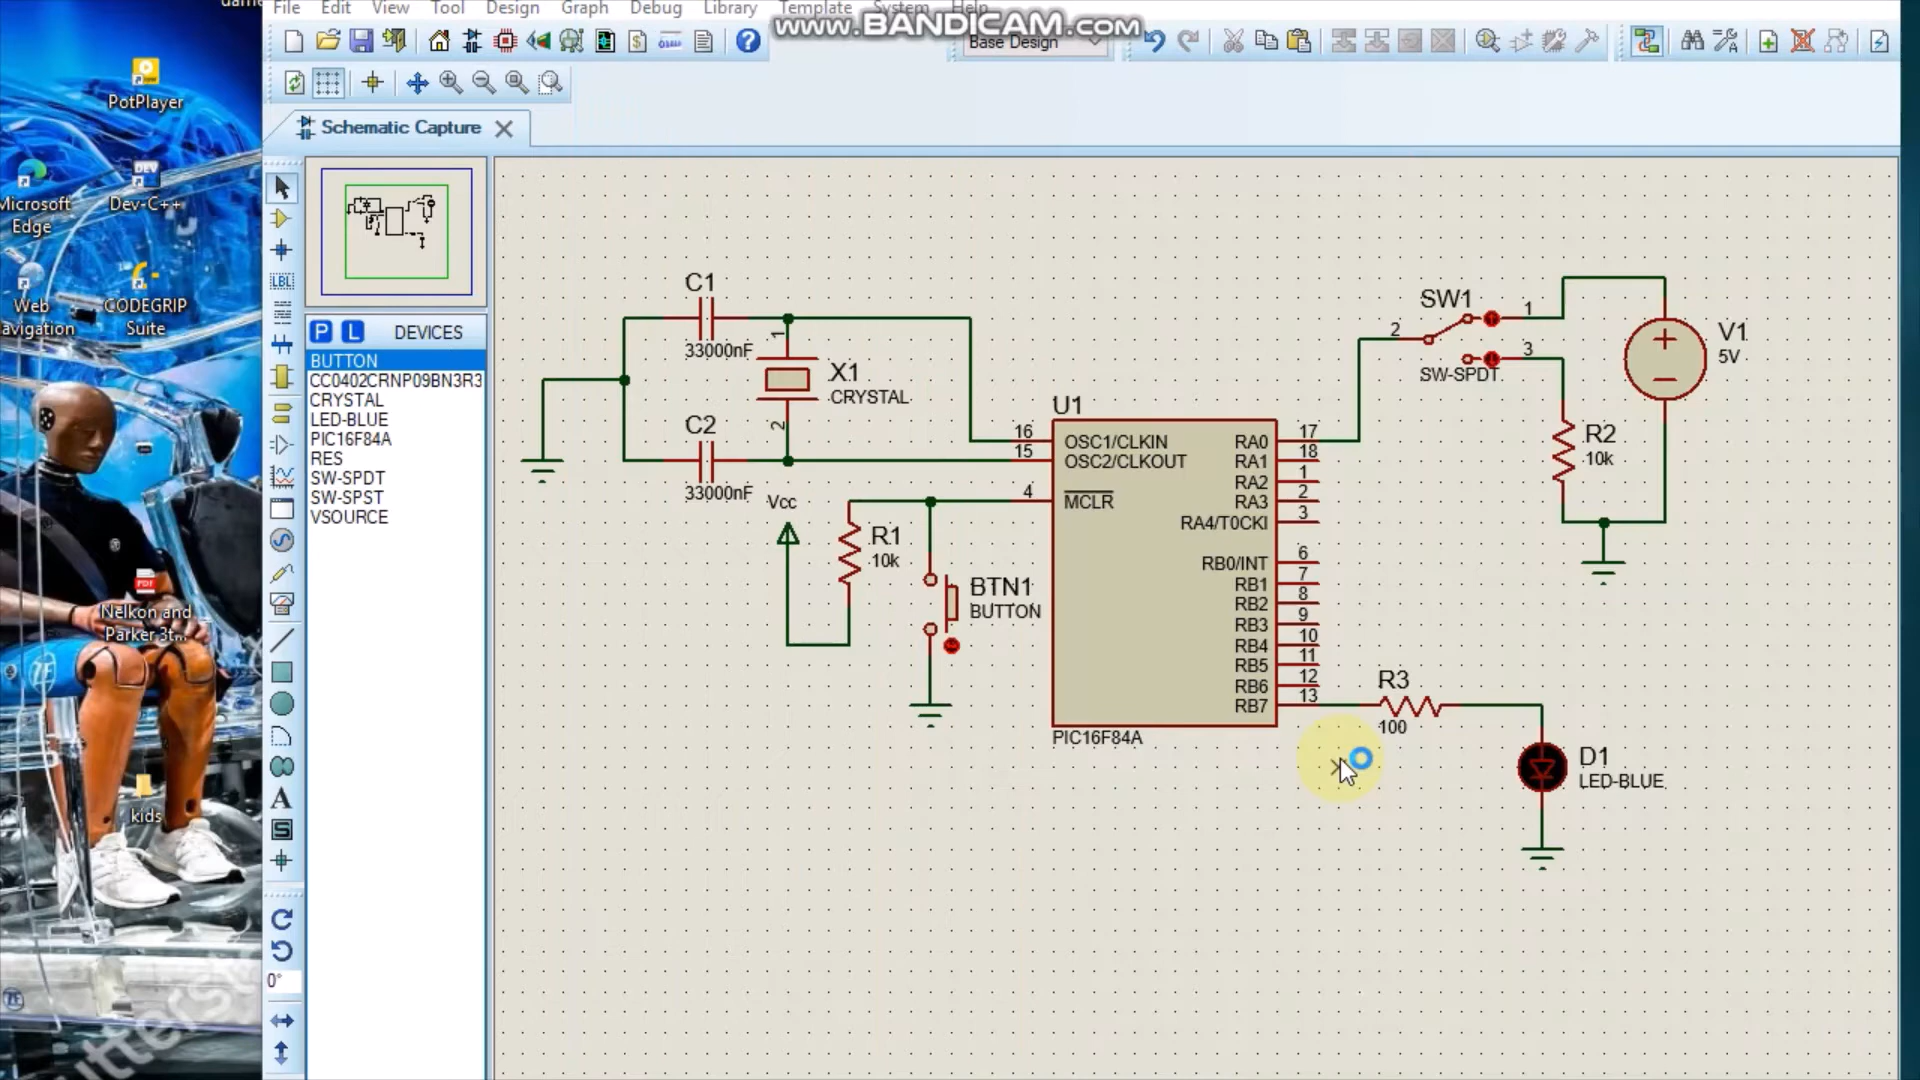 File Edit View Tool Design Graph Debug Library Template System Help
www.BANDICAM.com
Base Design
Schematic Capture
PotPlayer
Microsoft
Edge
Dev-C++
Web
avigation
CODEGRIP
Suite
Nelkon and
Parker 3t...
kids
LBL
A
S
0°
P L DEVICES
BUTTON
CC0402CRNP09BN3R3
CRYSTAL
LED-BLUE
PIC16F84A
RES
SW-SPDT
SW-SPST
VSOURCE
C1
33000nF
1
X1
CRYSTAL
2
C2
33000nF
Vcc
R1
10k
BTN1
BUTTON
U1
16 OSC1/CLKIN
15 OSC2/CLKOUT
4 MCLR
RA0 17
RA1 18
RA2 1
RA3 2
RA4/T0CKI 3
RB0/INT 6
RB1 7
RB2 8
RB3 9
RB4 10
RB5 11
RB6 12
RB7 13
PIC16F84A
SW1
2
1
3
SW-SPDT
V1
5V
R2
10k
R3
100
D1
LED-BLUE